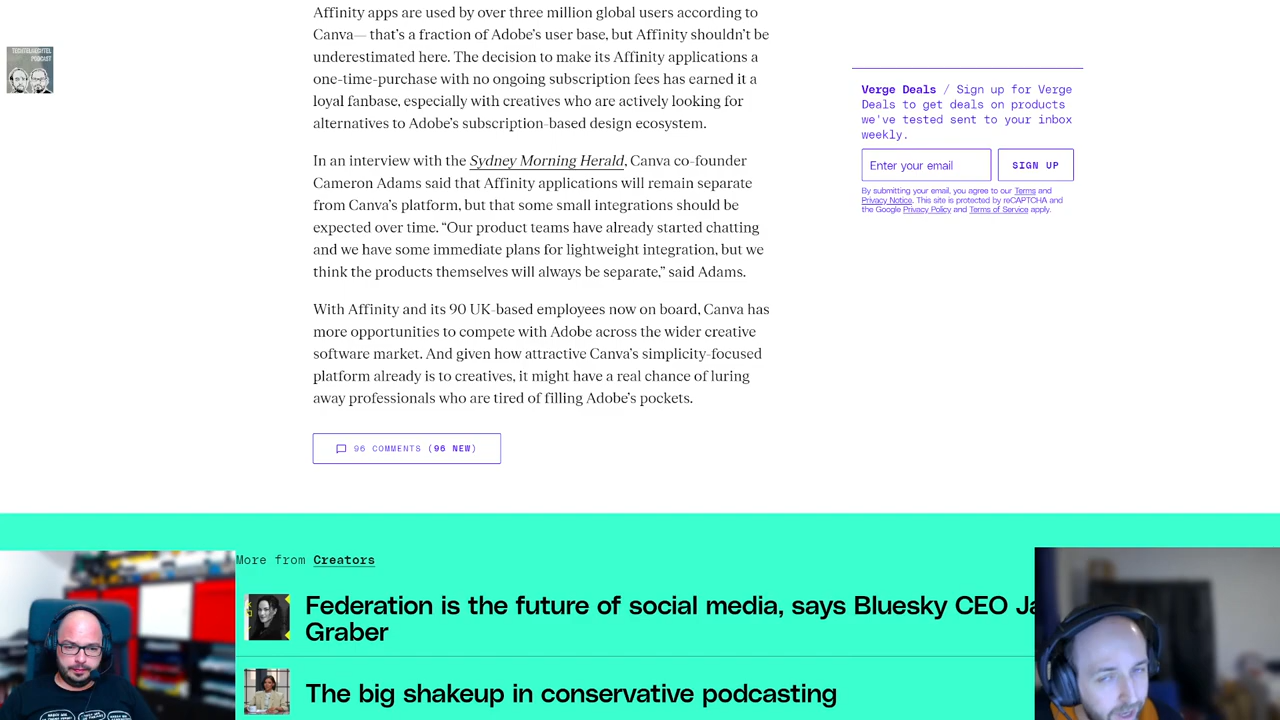 Affinity apps are used by over three million global users according to
Canva— that's a fraction of Adobe's user base, but Affinity shouldn't be
underestimated here. The decision to make its Affinity applications a
one-time-purchase with no ongoing subscription fees has earned it a
loyal fanbase, especially with creatives who are actively looking for
alternatives to Adobe's subscription-based design ecosystem.
In an interview with the Sydney Morning Herald, Canva co-founder
Cameron Adams said that Affinity applications will remain separate
from Canva's platform, but that some small integrations should be
expected over time. “Our product teams have already started chatting
and we have some immediate plans for lightweight integration, but we
think the products themselves will always be separate,” said Adams.
With Affinity and its 90 UK-based employees now on board, Canva has
more opportunities to compete with Adobe across the wider creative
software market. And given how attractive Canva's simplicity-focused
platform already is to creatives, it might have a real chance of luring
away professionals who are tired of filling Adobe's pockets.
96 COMMENTS (96 NEW)
Verge Deals / Sign up for Verge
Deals to get deals on products
we've tested sent to your inbox
weekly.
Enter your email
SIGN UP
By submitting your email, you agree to our Terms and
Privacy Notice. This site is protected by reCAPTCHA and
the Google Privacy Policy and Terms of Service apply.
PODCAST
More from Creators
Federation is the future of social media, says Bluesky CEO Ja
Graber
The big shakeup in conservative podcasting